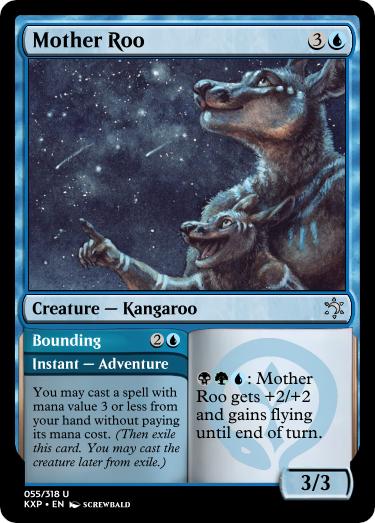 Mother Roo 3
Creature — Kangaroo
Bounding 2
Instant — Adventure
You may cast a spell with
mana value 3 or less from
your hand without paying
its mana cost. (Then exile
this card. You may cast the
creature later from exile.)
: Mother
Roo gets +2/+2
and gains flying
until end of turn.
3/3
055/318 U
KXP • EN SCREWBALD